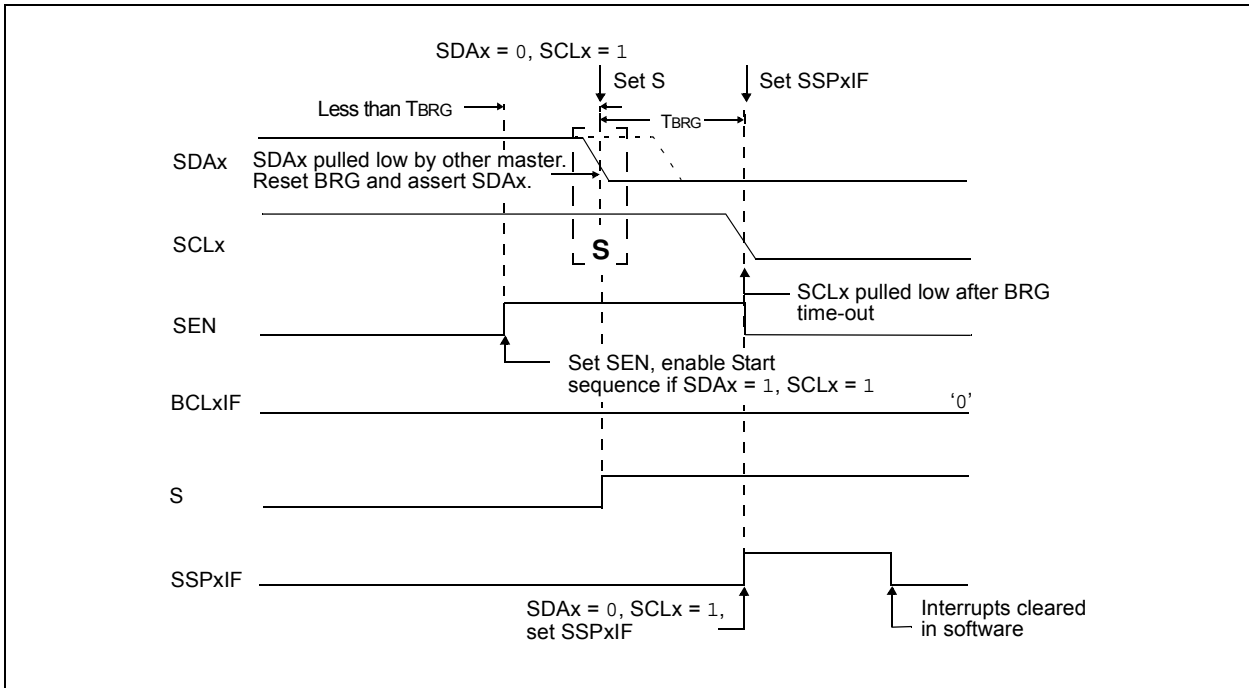 SDAx = 0, SCLx = 1
Set S
Set SSPxIF
Less than TBRG
TBRG
SDAx
SDAx pulled low by other master.
Reset BRG and assert SDAx.
SCLx
S
SCLx pulled low after BRG
time-out
SEN
Set SEN, enable Start
sequence if SDAx = 1, SCLx = 1
BCLxIF
‘0’
S
SSPxIF
SDAx = 0, SCLx = 1,
set SSPxIF
Interrupts cleared
in software